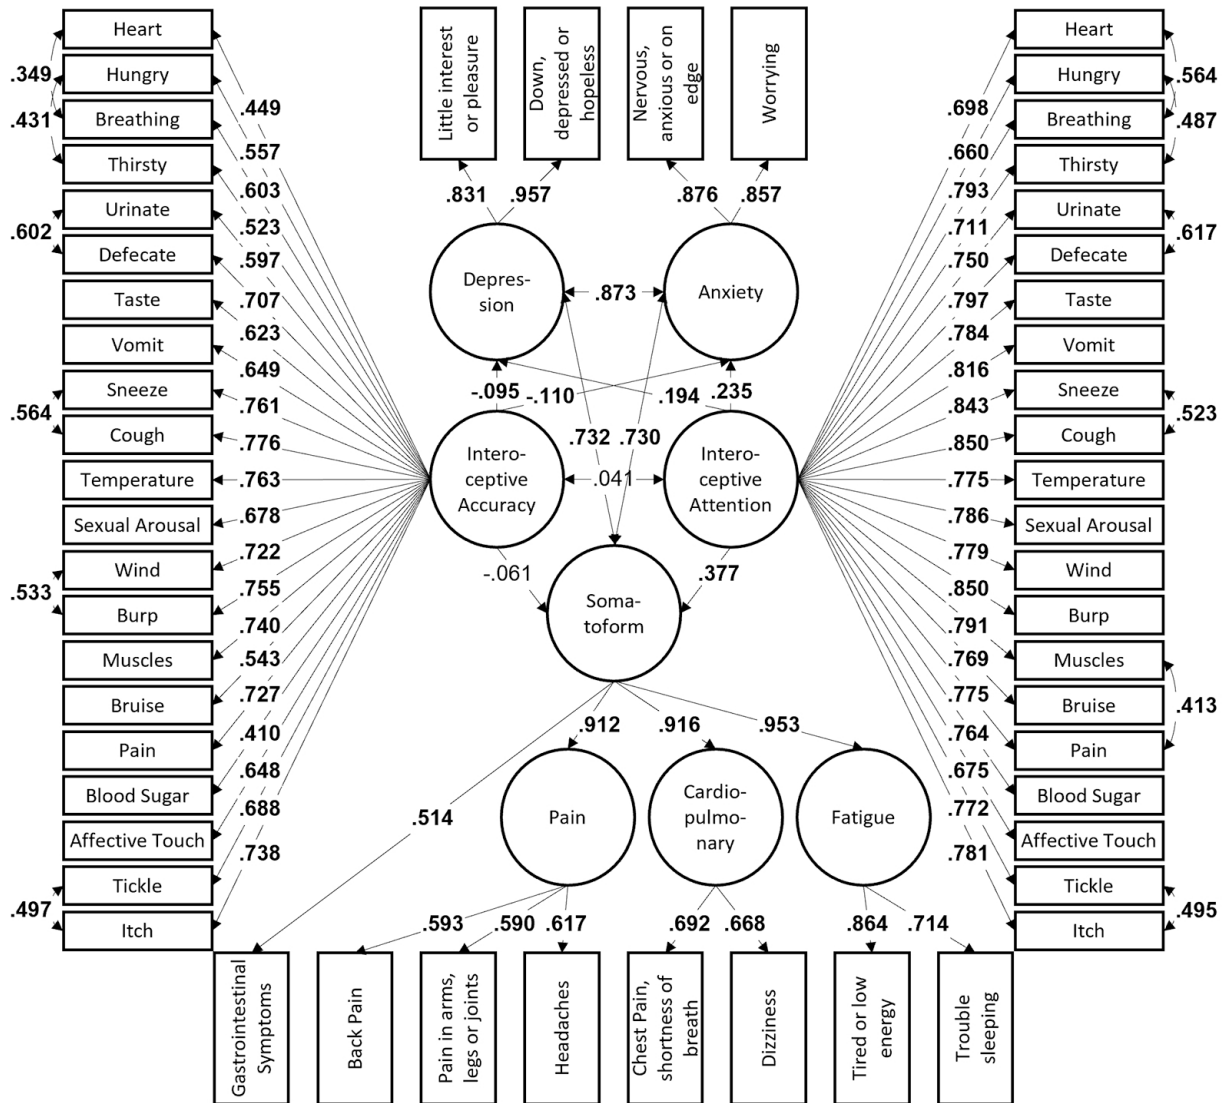 Heart
Hungry
Breathing
Thirsty
Urinate
Defecate
Taste
Vomit
Sneeze
Cough
Temperature
Sexual Arousal
Wind
Burp
Muscles
Bruise
Pain
Blood Sugar
Affective Touch
Tickle
Itch
.349
.431
.602
.564
.533
.497
.449
.557
.603
.523
.597
.707
.623
.649
.761
.776
.763
.678
.722
.755
.740
.543
.727
.410
.648
.688
.738
Little interest
or pleasure
Down,
depressed or
hopeless
Nervous,
anxious or on
edge
Worrying
.831
.957
.876
.857
Depres-
sion
.873
Anxiety
-.095
-.110
.194
.235
.732
.730
Intero-
ceptive
Accuracy
.041
Intero-
ceptive
Attention
-.061
.377
Soma-
toform
.514
.912
.916
.953
Pain
Cardio-
pulmo-
nary
Fatigue
.593
.590
.617
.692
.668
.864
.714
Gastrointestinal
Symptoms
Back Pain
Pain in arms,
legs or joints
Headaches
Chest Pain,
shortness of
breath
Dizziness
Tired or low
energy
Trouble
sleeping
.698
.660
.793
.711
.750
.797
.784
.816
.843
.850
.775
.786
.779
.850
.791
.769
.775
.764
.675
.772
.781
Heart
Hungry
Breathing
Thirsty
Urinate
Defecate
Taste
Vomit
Sneeze
Cough
Temperature
Sexual Arousal
Wind
Burp
Muscles
Bruise
Pain
Blood Sugar
Affective Touch
Tickle
Itch
.564
.487
.617
.523
.413
.495